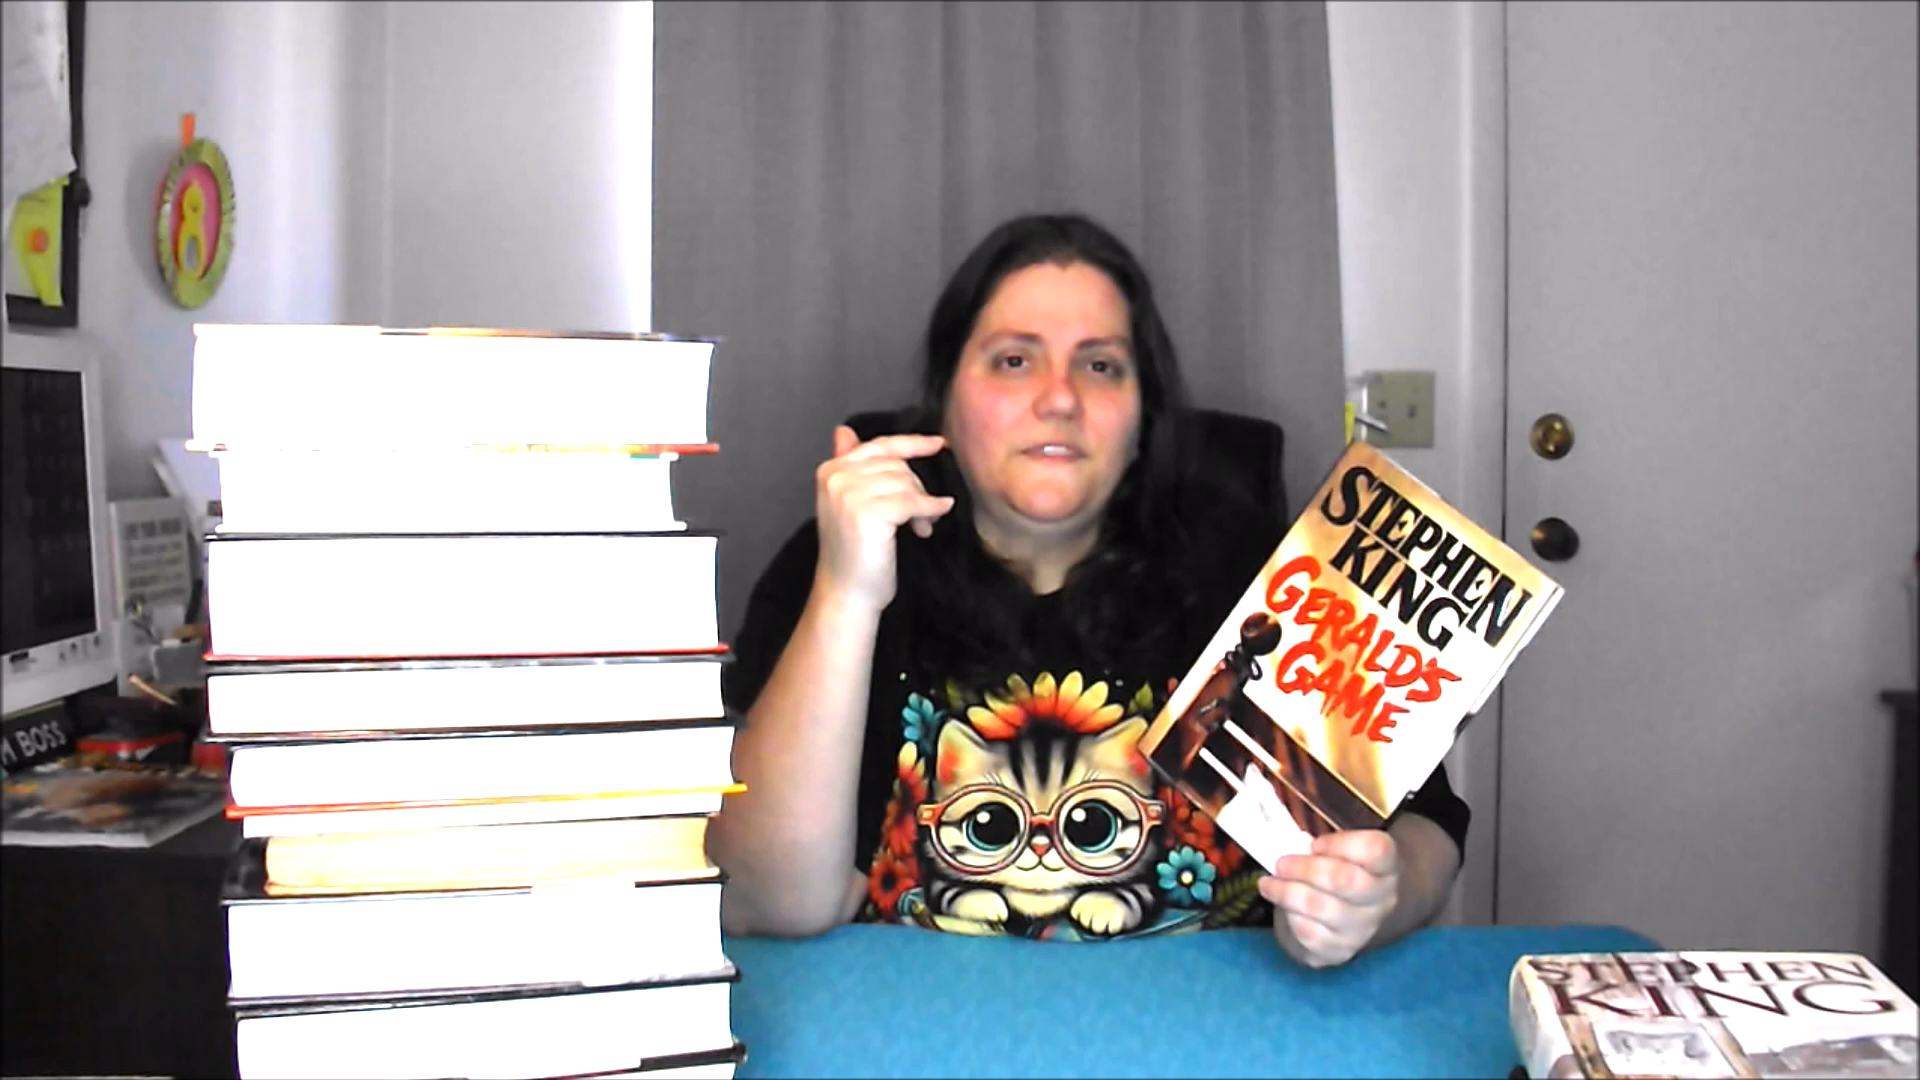 STEPHEN
KING
GERALD'S
GAME
STEPHEN
KING
BOSS